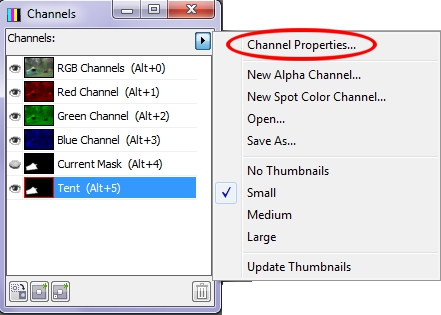 Channels
Channels:
RGB Channels (Alt+0)
Red Channel (Alt+1)
Green Channel (Alt+2)
Blue Channel (Alt+3)
Current Mask (Alt+4)
Tent (Alt+5)
Channel Properties...
New Alpha Channel...
New Spot Color Channel...
Open...
Save As...
No Thumbnails
Small
Medium
Large
Update Thumbnails